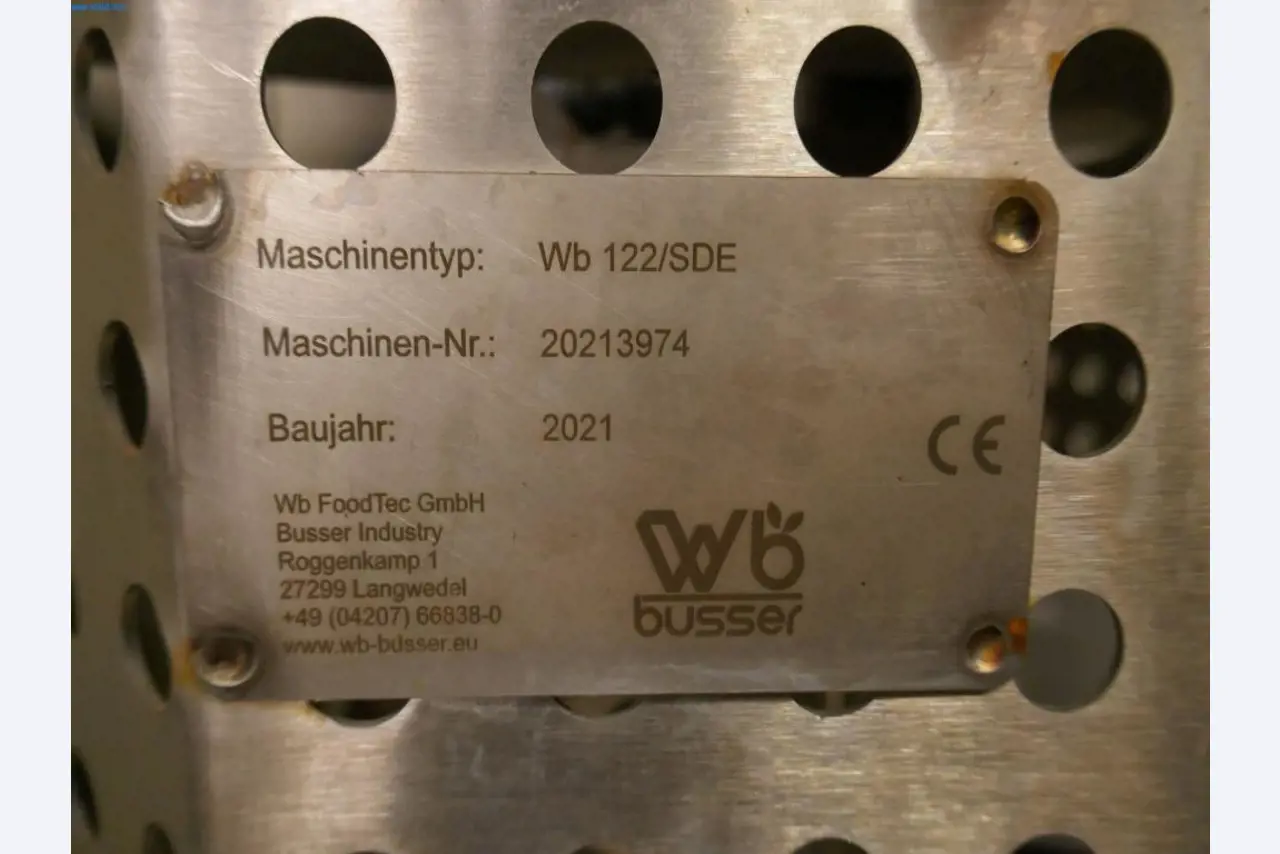 Maschinentyp: Wb 122/SDE
Maschinen-Nr.: 20213974
Baujahr: 2021
CE
Wb FoodTec GmbH
Busser Industry
Roggenkamp 1
27299 Langwedel
+49 (04207) 66838-0
www.wb-busser.eu
Wb
busser